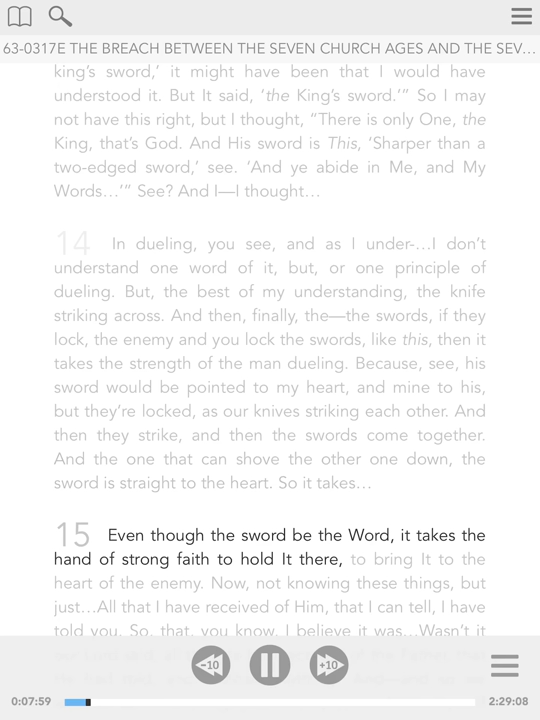 63-0317E THE BREACH BETWEEN THE SEVEN CHURCH AGES AND THE SEV...
king's sword,' it might have been that I would have
understood it. But It said, 'the King's sword.'" So I may
not have this right, but I thought, "There is only One, the
King, that's God. And His sword is This, 'Sharper than a
two-edged sword,' see. 'And ye abide in Me, and My
Words…'" See? And I—I thought…
14 In dueling, you see, and as I under-…I don't
understand one word of it, but, or one principle of
dueling. But, the best of my understanding, the knife
striking across. And then, finally, the—the swords, if they
lock, the enemy and you lock the swords, like this, then it
takes the strength of the man dueling. Because, see, his
sword would be pointed to my heart, and mine to his,
but they're locked, as our knives striking each other. And
then they strike, and then the swords come together.
And the one that can shove the other one down, the
sword is straight to the heart. So it takes…
15 Even though the sword be the Word, it takes the
hand of strong faith to hold It there, to bring It to the
heart of the enemy. Now, not knowing these things, but
just…All that I have received of Him, that I can tell, I have
told you. So, that, you know, I believe it was…Wasn't it
-10 +10
0:07:59 2:29:08